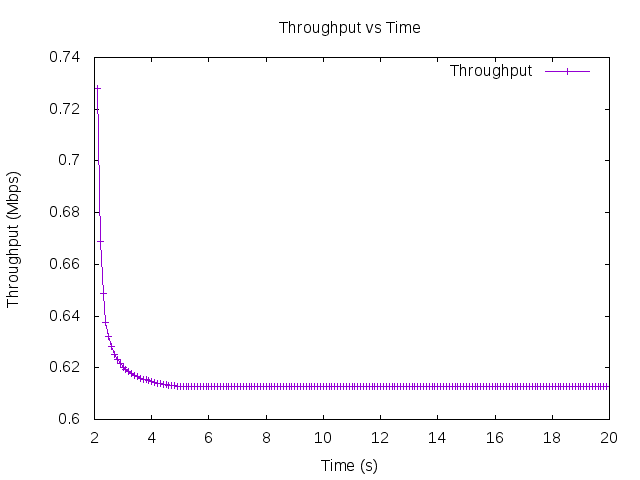 Throughput vs Time
Throughput
0.74
0.72
0.7
0.68
0.66
0.64
0.62
0.6
Throughput (Mbps)
2 4 6 8 10 12 14 16 18 20
Time (s)